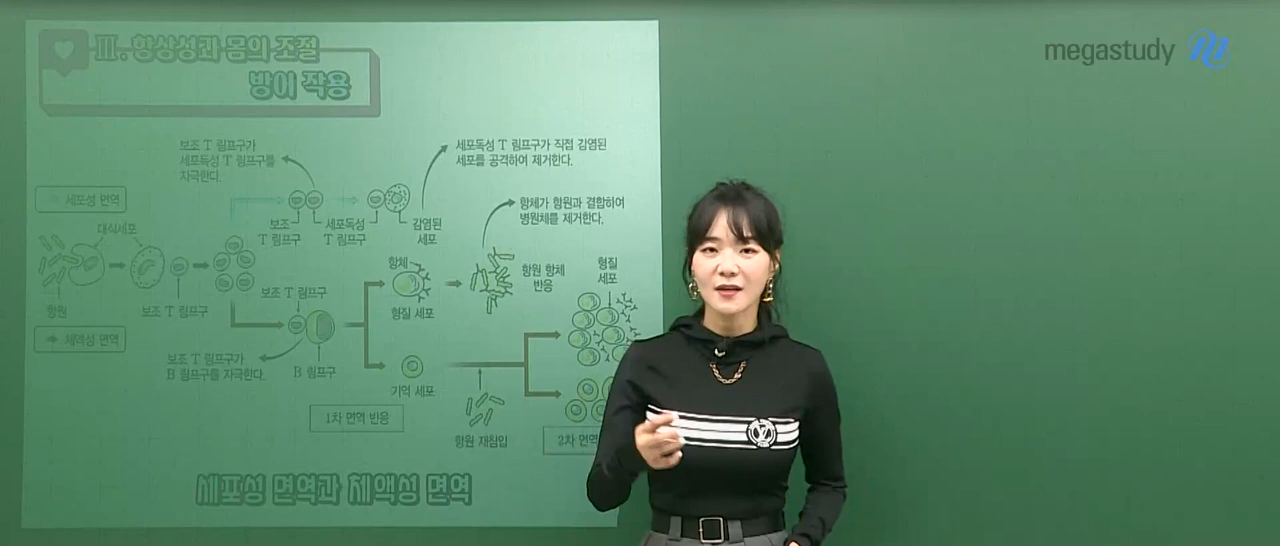 megastudy
Ⅲ. 항상성과 몸의 조절
방어 작용
보조 T 림프구가
세포독성 T 림프구를
자극한다.
세포독성 T 림프구가 직접 감염된
세포를 공격하여 제거한다.
세포성 면역
항체가 항원과 결합하여
병원체를 제거한다.
대식세포
보조
T 림프구
세포독성
T 림프구
감염된
세포
항체
항원 항체
반응
형질
세포
보조 T 림프구
항원
보조 T 림프구
형질 세포
체액성 면역
보조 T 림프구가
B 림프구를 자극한다.
B 림프구
기억 세포
1차 면역 반응
항원 재침입
2차 면역
세포성 면역과 체액성 면역